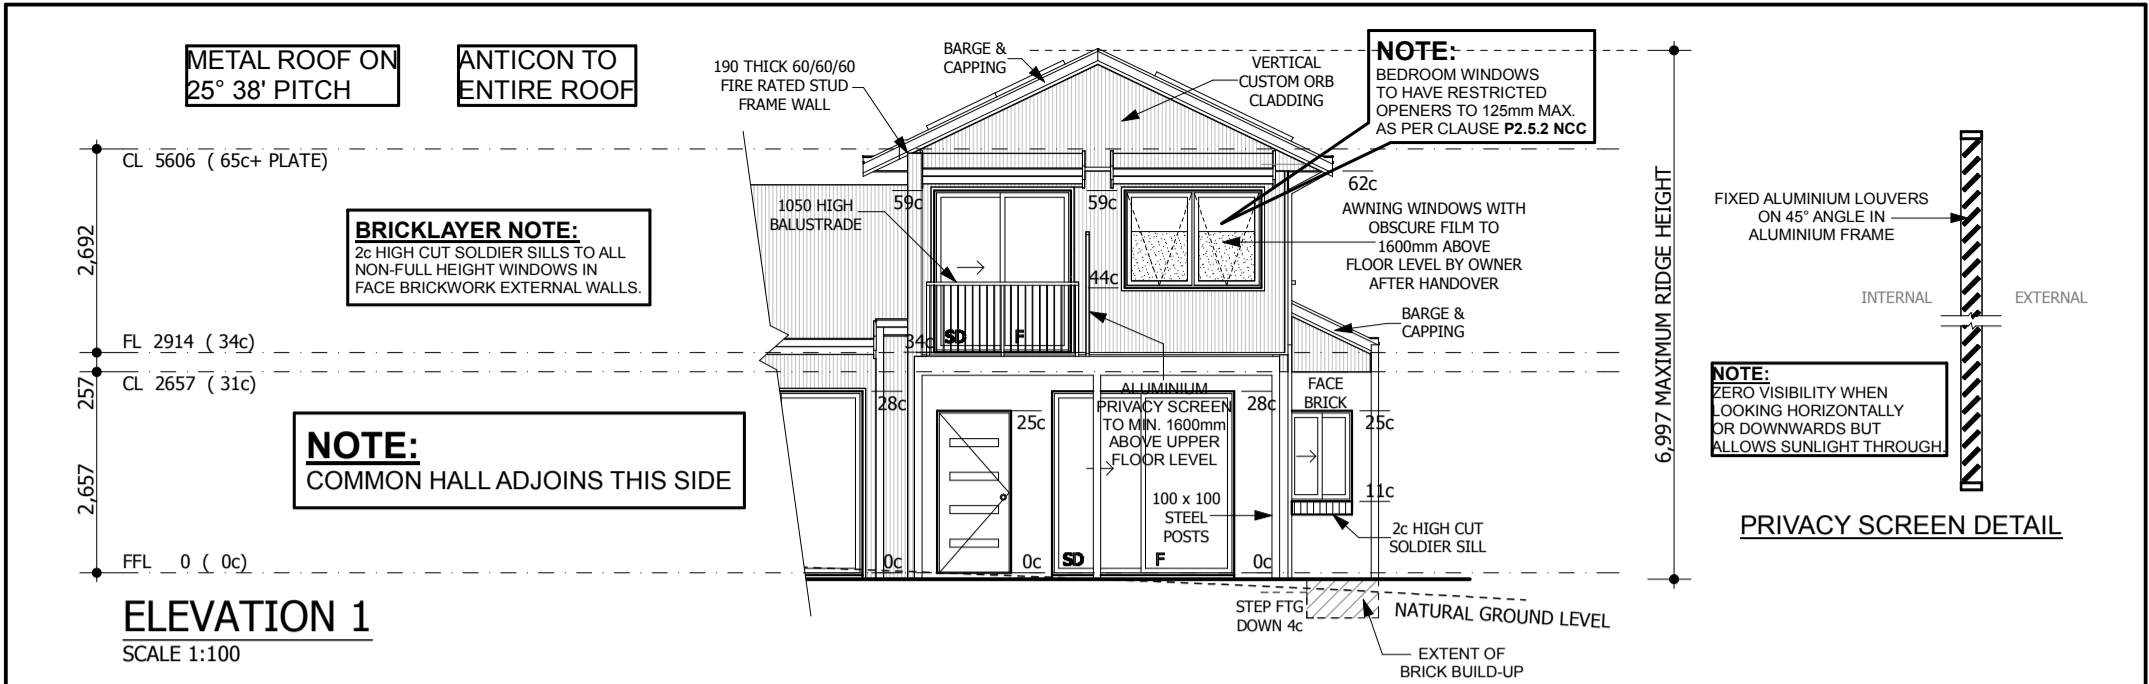 METAL ROOF ON
25° 38' PITCH
ANTICON TO
ENTIRE ROOF
190 THICK 60/60/60
FIRE RATED STUD
FRAME WALL
BARGE &
CAPPING
VERTICAL
CUSTOM ORB
CLADDING
NOTE:
BEDROOM WINDOWS
TO HAVE RESTRICTED
OPENERS TO 125mm MAX.
AS PER CLAUSE P2.5.2 NCC
CL 5606 ( 65c+ PLATE)
2,692
BRICKLAYER NOTE:
2c HIGH CUT SOLDIER SILLS TO ALL
NON-FULL HEIGHT WINDOWS IN
FACE BRICKWORK EXTERNAL WALLS.
1050 HIGH
BALUSTRADE
59c
59c
62c
AWNING WINDOWS WITH
OBSCURE FILM TO
1600mm ABOVE
FLOOR LEVEL BY OWNER
AFTER HANDOVER
44c
34c
SD
F
BARGE &
CAPPING
FL 2914 ( 34c)
257
CL 2657 ( 31c)
2,657
NOTE:
COMMON HALL ADJOINS THIS SIDE
28c
25c
ALUMINIUM
PRIVACY SCREEN
TO MIN. 1600mm
ABOVE UPPER
FLOOR LEVEL
28c
FACE
BRICK
25c
11c
100 x 100
STEEL
POSTS
2c HIGH CUT
SOLDIER SILL
FFL 0 ( 0c)
0c
0c
SD
F
0c
STEP FTG
DOWN 4c
NATURAL GROUND LEVEL
EXTENT OF
BRICK BUILD-UP
6,997 MAXIMUM RIDGE HEIGHT
ELEVATION 1
SCALE 1:100
FIXED ALUMINIUM LOUVERS
ON 45° ANGLE IN
ALUMINIUM FRAME
INTERNAL
EXTERNAL
NOTE:
ZERO VISIBILITY WHEN
LOOKING HORIZONTALLY
OR DOWNWARDS BUT
ALLOWS SUNLIGHT THROUGH.
PRIVACY SCREEN DETAIL